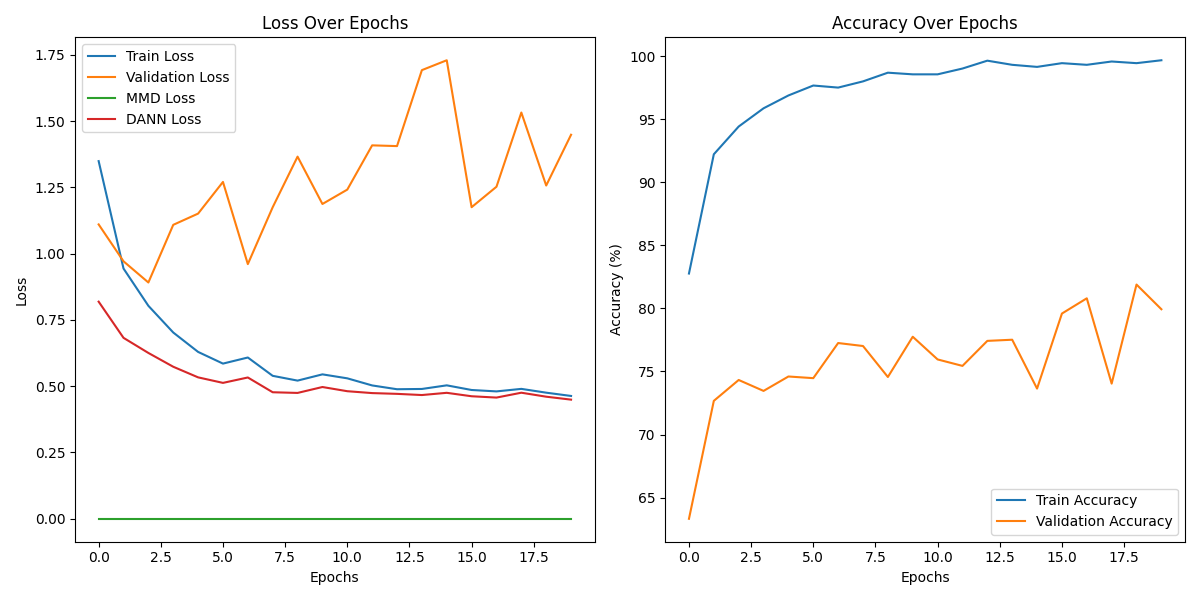 Loss Over Epochs
Train Loss
Validation Loss
MMD Loss
DANN Loss
1.75
1.50
1.25
1.00
0.75
0.50
0.25
0.00
Loss
0.0 2.5 5.0 7.5 10.0 12.5 15.0 17.5
Epochs
Accuracy Over Epochs
100
95
90
85
80
75
70
65
Accuracy (%)
Train Accuracy
Validation Accuracy
0.0 2.5 5.0 7.5 10.0 12.5 15.0 17.5
Epochs